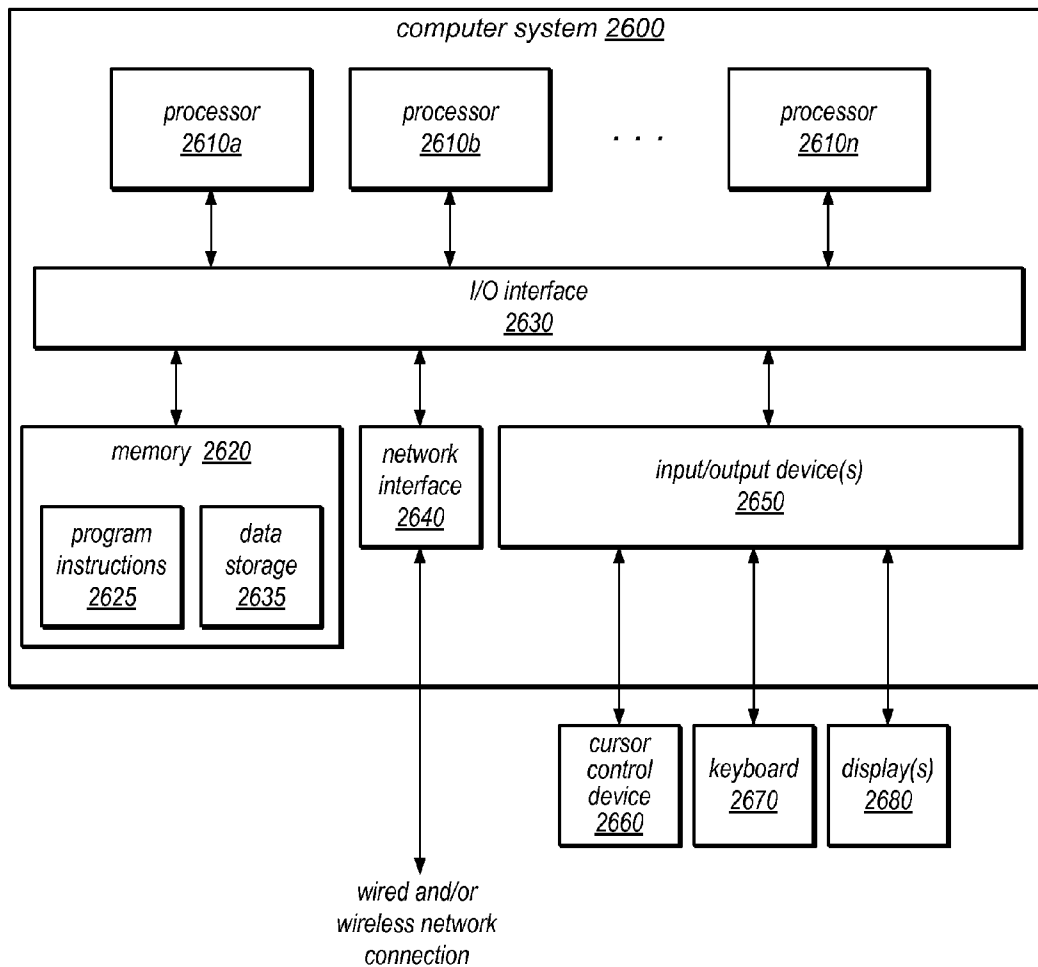 computer system 2600
processor
2610a
processor
2610b
. . .
processor
2610n
I/O interface
2630
memory 2620
program
instructions
2625
data
storage
2635
network
interface
2640
input/output device(s)
2650
cursor
control
device
2660
keyboard
2670
display(s)
2680
wired and/or
wireless network
connection